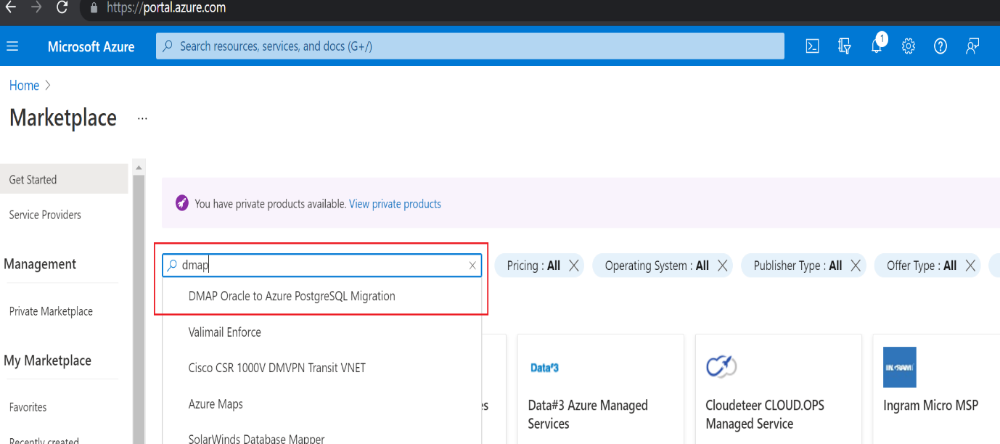 https://portal.azure.com
Microsoft Azure
Search resources, services, and docs (G+/)
1
Home
Marketplace
...
Get Started
Service Providers
Management
Private Marketplace
My Marketplace
Favorites
Recently created
You have private products available. View private products
dmap
Pricing : All
Operating System : All
Publisher Type : All
Offer Type : All
DMAP Oracle to Azure PostgreSQL Migration
Valimail Enforce
Cisco CSR 1000V DMVPN Transit VNET
Azure Maps
SolarWinds Database Mapper
Data#3
Data#3 Azure Managed
Services
Cloudeteer CLOUD.OPS
Managed Service
INGRAM
Ingram Micro MSP